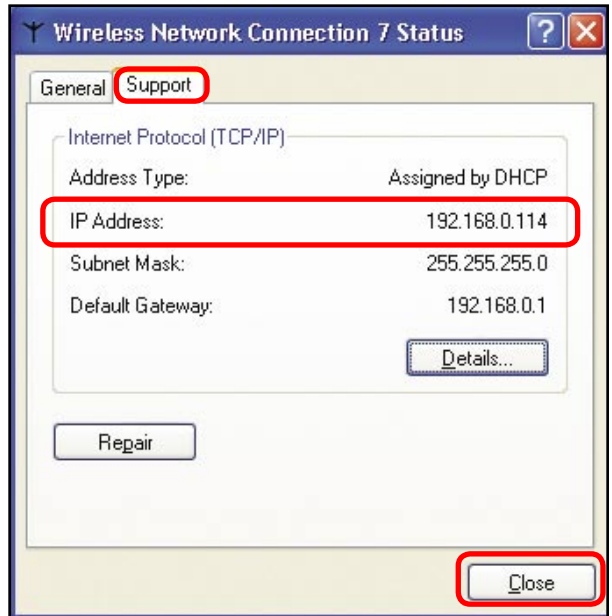 Wireless Network Connection 7 Status
General Support
Internet Protocol (TCP/IP)
Address Type: Assigned by DHCP
IP Address: 192.168.0.114
Subnet Mask: 255.255.255.0
Default Gateway: 192.168.0.1
Details...
Repair
Close